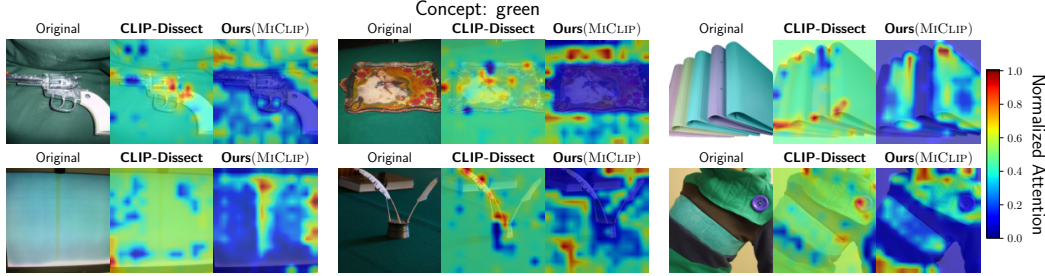 Concept: green
Original CLIP-Dissect Ours(MICLIP) Original CLIP-Dissect Ours(MICLIP) Original CLIP-Dissect Ours(MICLIP)
Original CLIP-Dissect Ours(MICLIP) Original CLIP-Dissect Ours(MICLIP) Original CLIP-Dissect Ours(MICLIP)
1.0
0.8
0.6
0.4
0.2
0.0
Normalized Attention